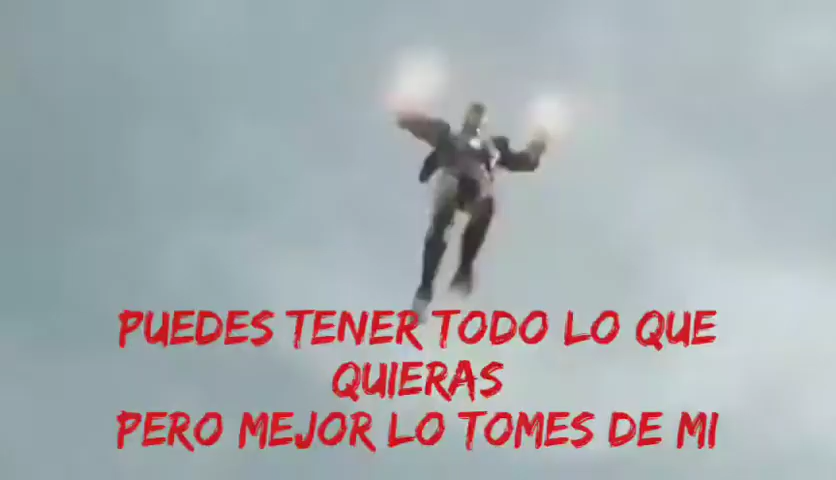 PUEDES TENER TODO LO QUE
QUIERAS
PERO MEJOR LO TOMES DE MI